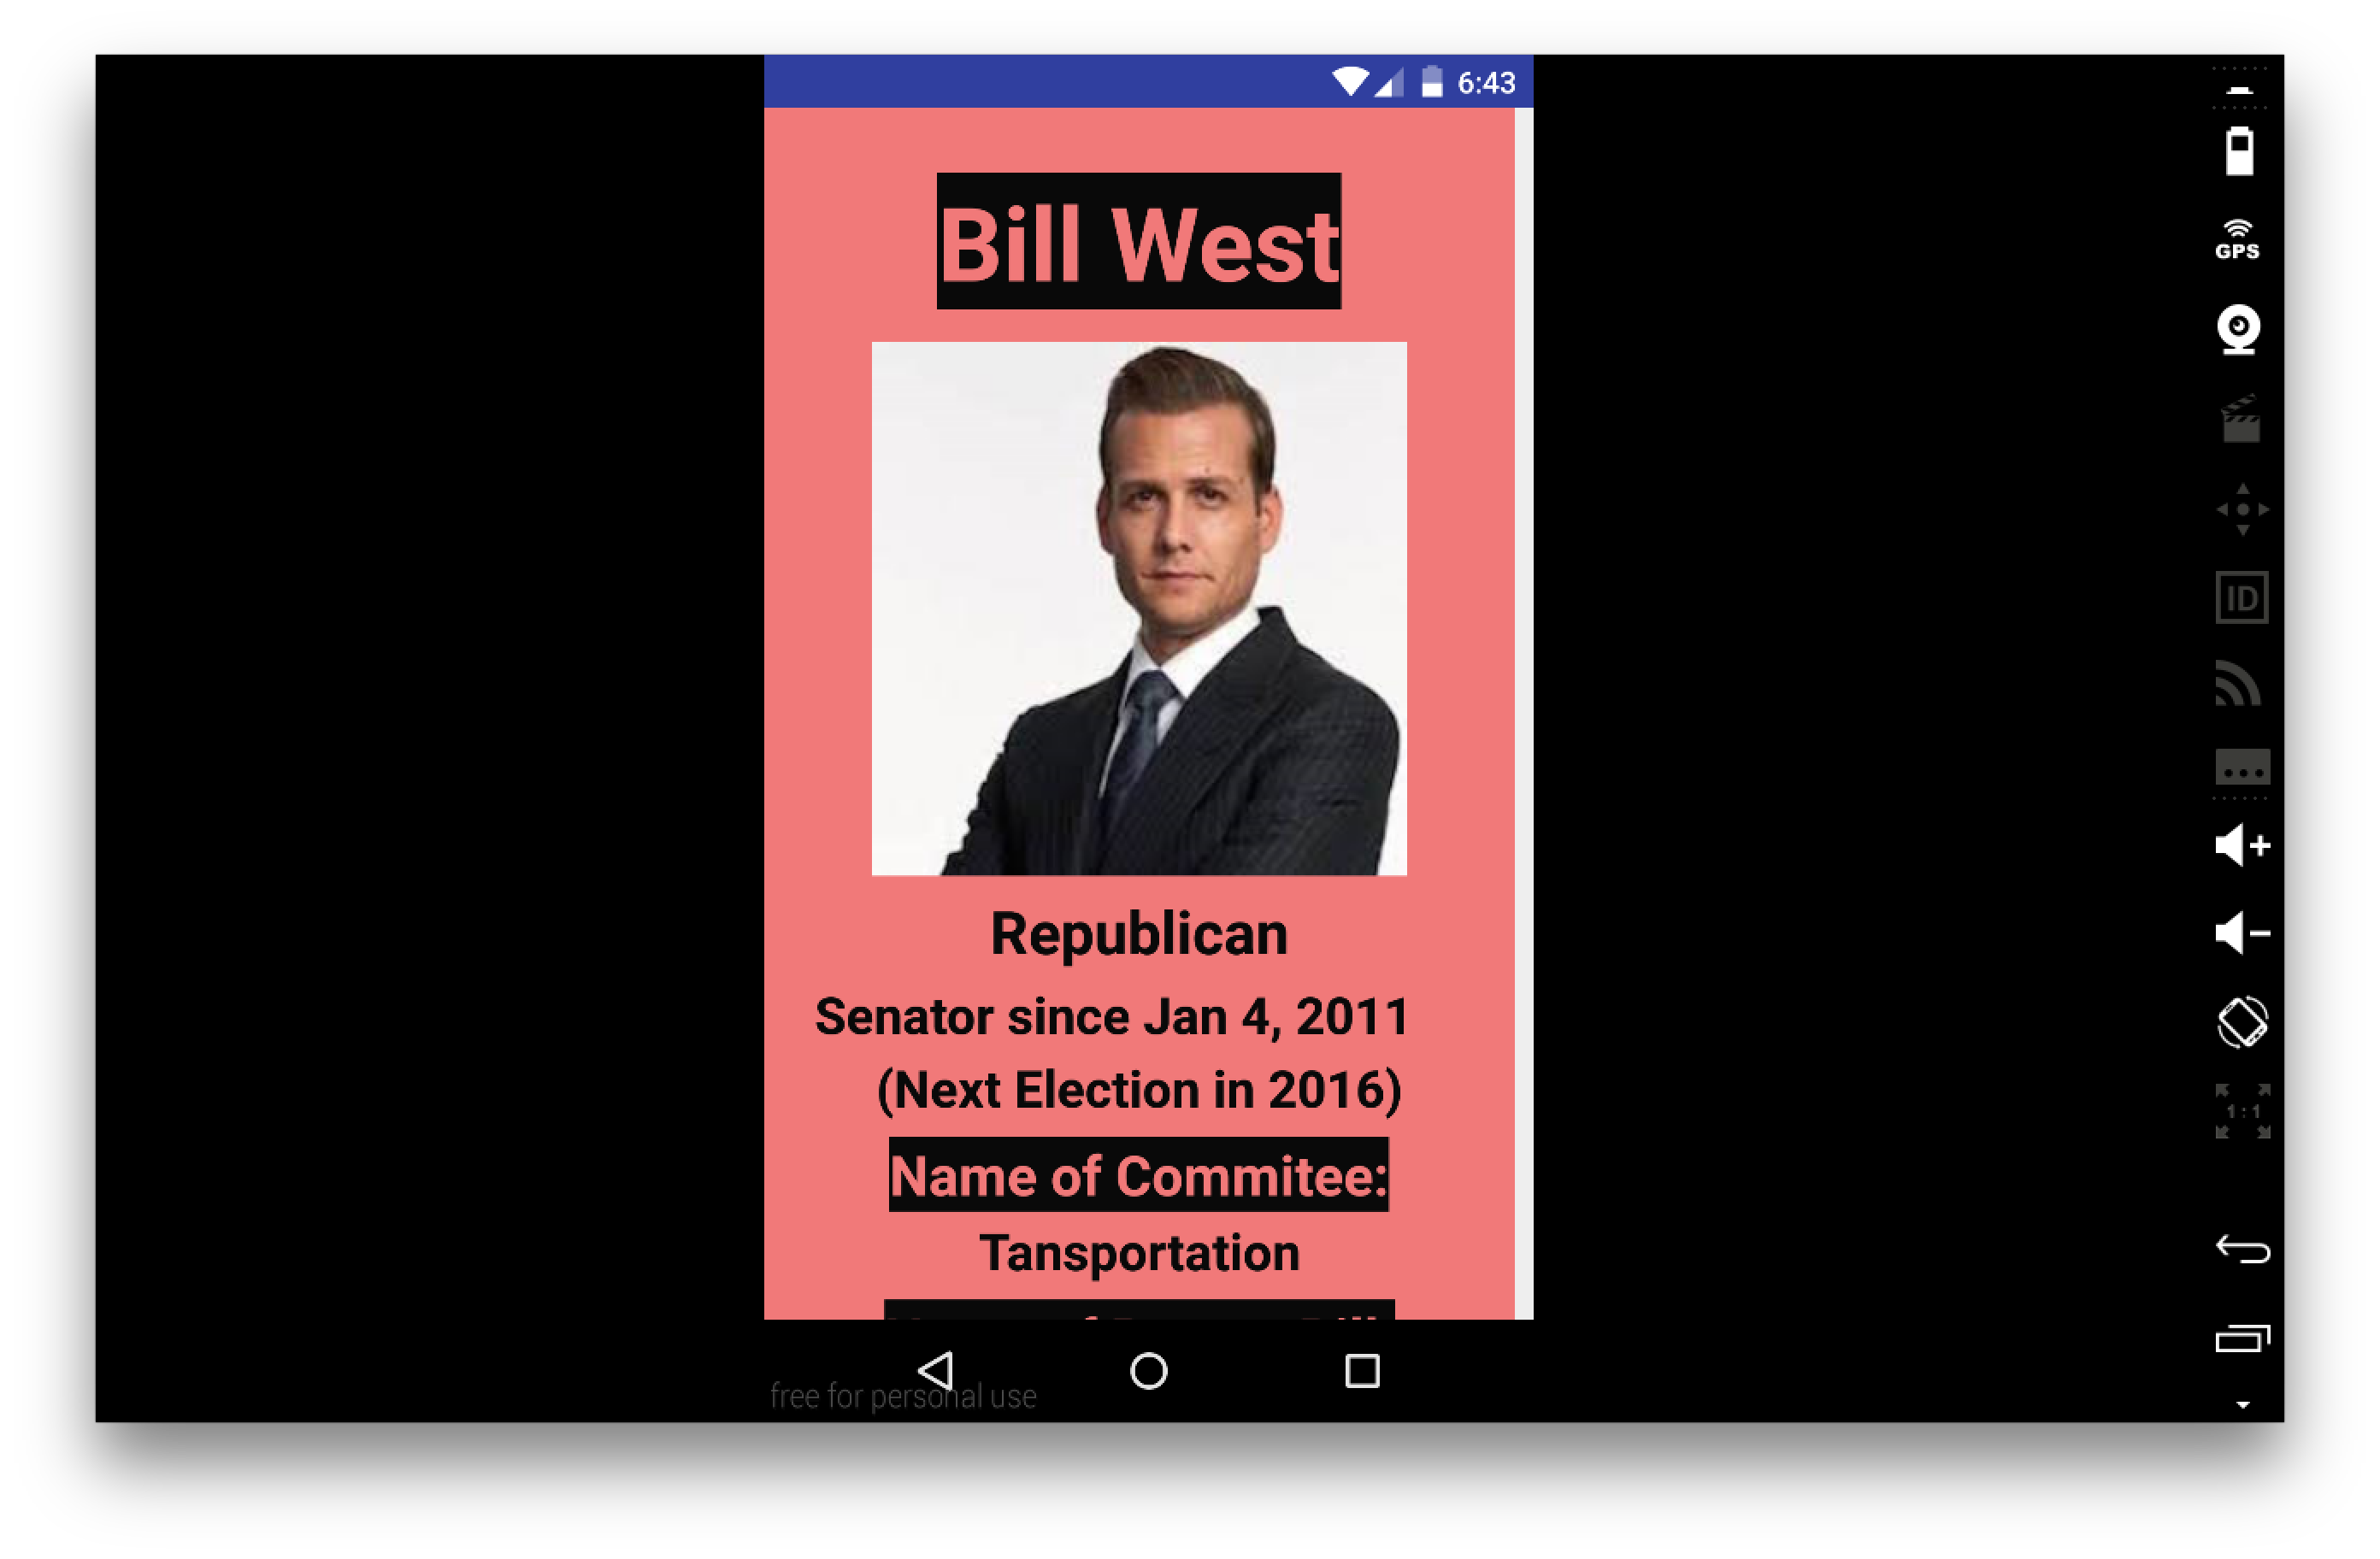 6:43
Bill West
GPS
ID
Republican
Senator since Jan 4, 2011
(Next Election in 2016)
1:1
Name of Commitee:
Tansportation
free for personal use